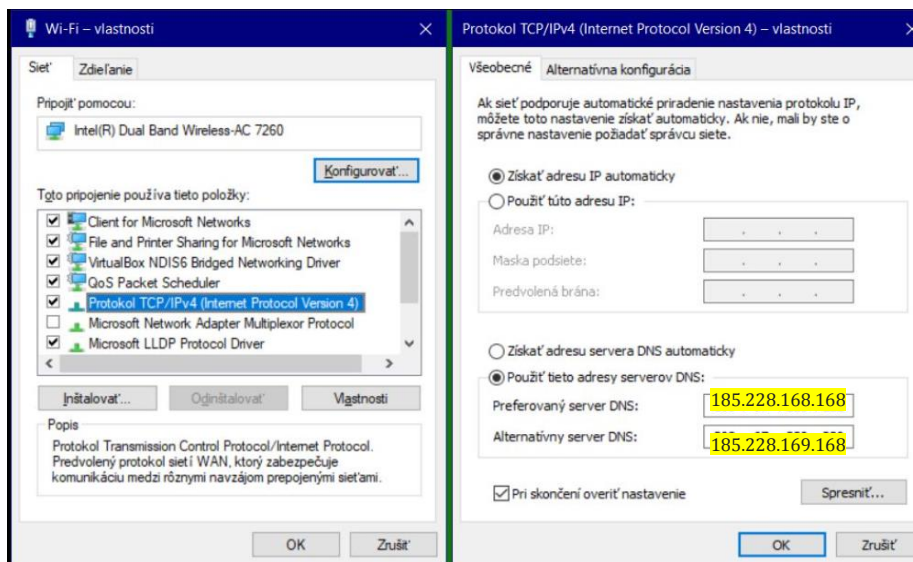 Wi-Fi – vlastnosti
Sieť
Zdieľanie
Pripojiť pomocou:
Intel(R) Dual Band Wireless-AC 7260
Konfigurovať...
Toto pripojenie používa tieto položky:
Client for Microsoft Networks
File and Printer Sharing for Microsoft Networks
VirtualBox NDIS6 Bridged Networking Driver
QoS Packet Scheduler
Protokol TCP/IPv4 (Internet Protocol Version 4)
Microsoft Network Adapter Multiplexor Protocol
Microsoft LLDP Protocol Driver
Inštalovať...
Odinštalovať
Vlastnosti
Popis
Protokol Transmission Control Protocol/Internet Protocol.
Predvolený protokol sietí WAN, ktorý zabezpečuje
komunikáciu medzi rôznymi navzájom prepojenými sieťami.
OK
Zrušiť
Protokol TCP/IPv4 (Internet Protocol Version 4) – vlastnosti
Všeobecné
Alternatívna konfigurácia
Ak sieť podporuje automatické priradenie nastavenia protokolu IP,
môžete toto nastavenie získať automaticky. Ak nie, mali by ste o
správne nastavenie požiadať správcu siete.
Získať adresu IP automaticky
Použiť túto adresu IP:
Adresa IP:
Maska podsiete:
Predvolená brána:
Získať adresu servera DNS automaticky
Použiť tieto adresy serverov DNS:
Preferovaný server DNS:
185.228.168.168
Alternatívny server DNS:
185.228.169.168
Pri skončení overiť nastavenie
Spresniť...
OK
Zrušiť